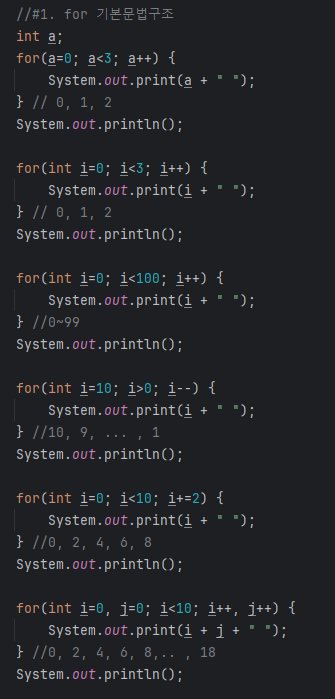 //#1. for 기본문법구조
int a;
for(a=0; a<3; a++) {
    System.out.print(a + " ");
} // 0, 1, 2
System.out.println();

for(int i=0; i<3; i++) {
    System.out.print(i + " ");
} // 0, 1, 2
System.out.println();

for(int i=0; i<100; i++) {
    System.out.print(i + " ");
} //0~99
System.out.println();

for(int i=10; i>0; i--) {
    System.out.print(i + " ");
} //10, 9, ... , 1
System.out.println();

for(int i=0; i<10; i+=2) {
    System.out.print(i + " ");
} //0, 2, 4, 6, 8
System.out.println();

for(int i=0, j=0; i<10; i++, j++) {
    System.out.print(i + j + " ");
} //0, 2, 4, 6, 8,.. , 18
System.out.println();